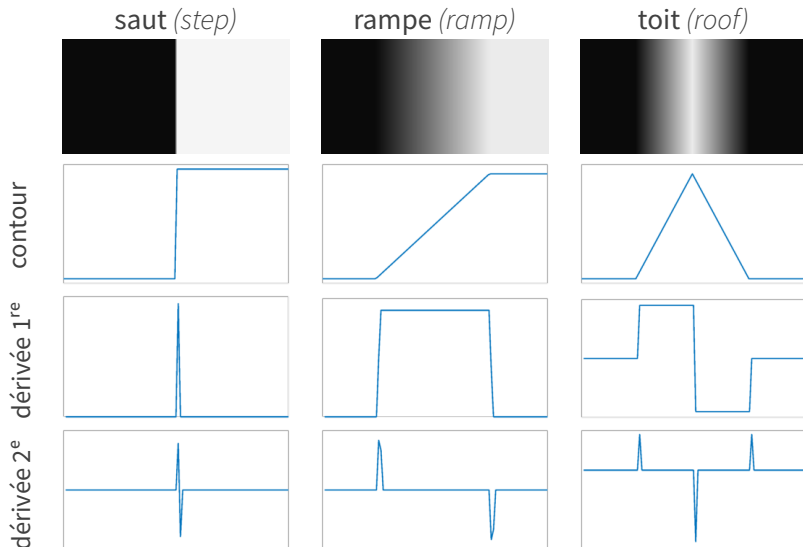 saut (step)
rampe (ramp)
toit (roof)
contour
dérivée 1re
dérivée 2e